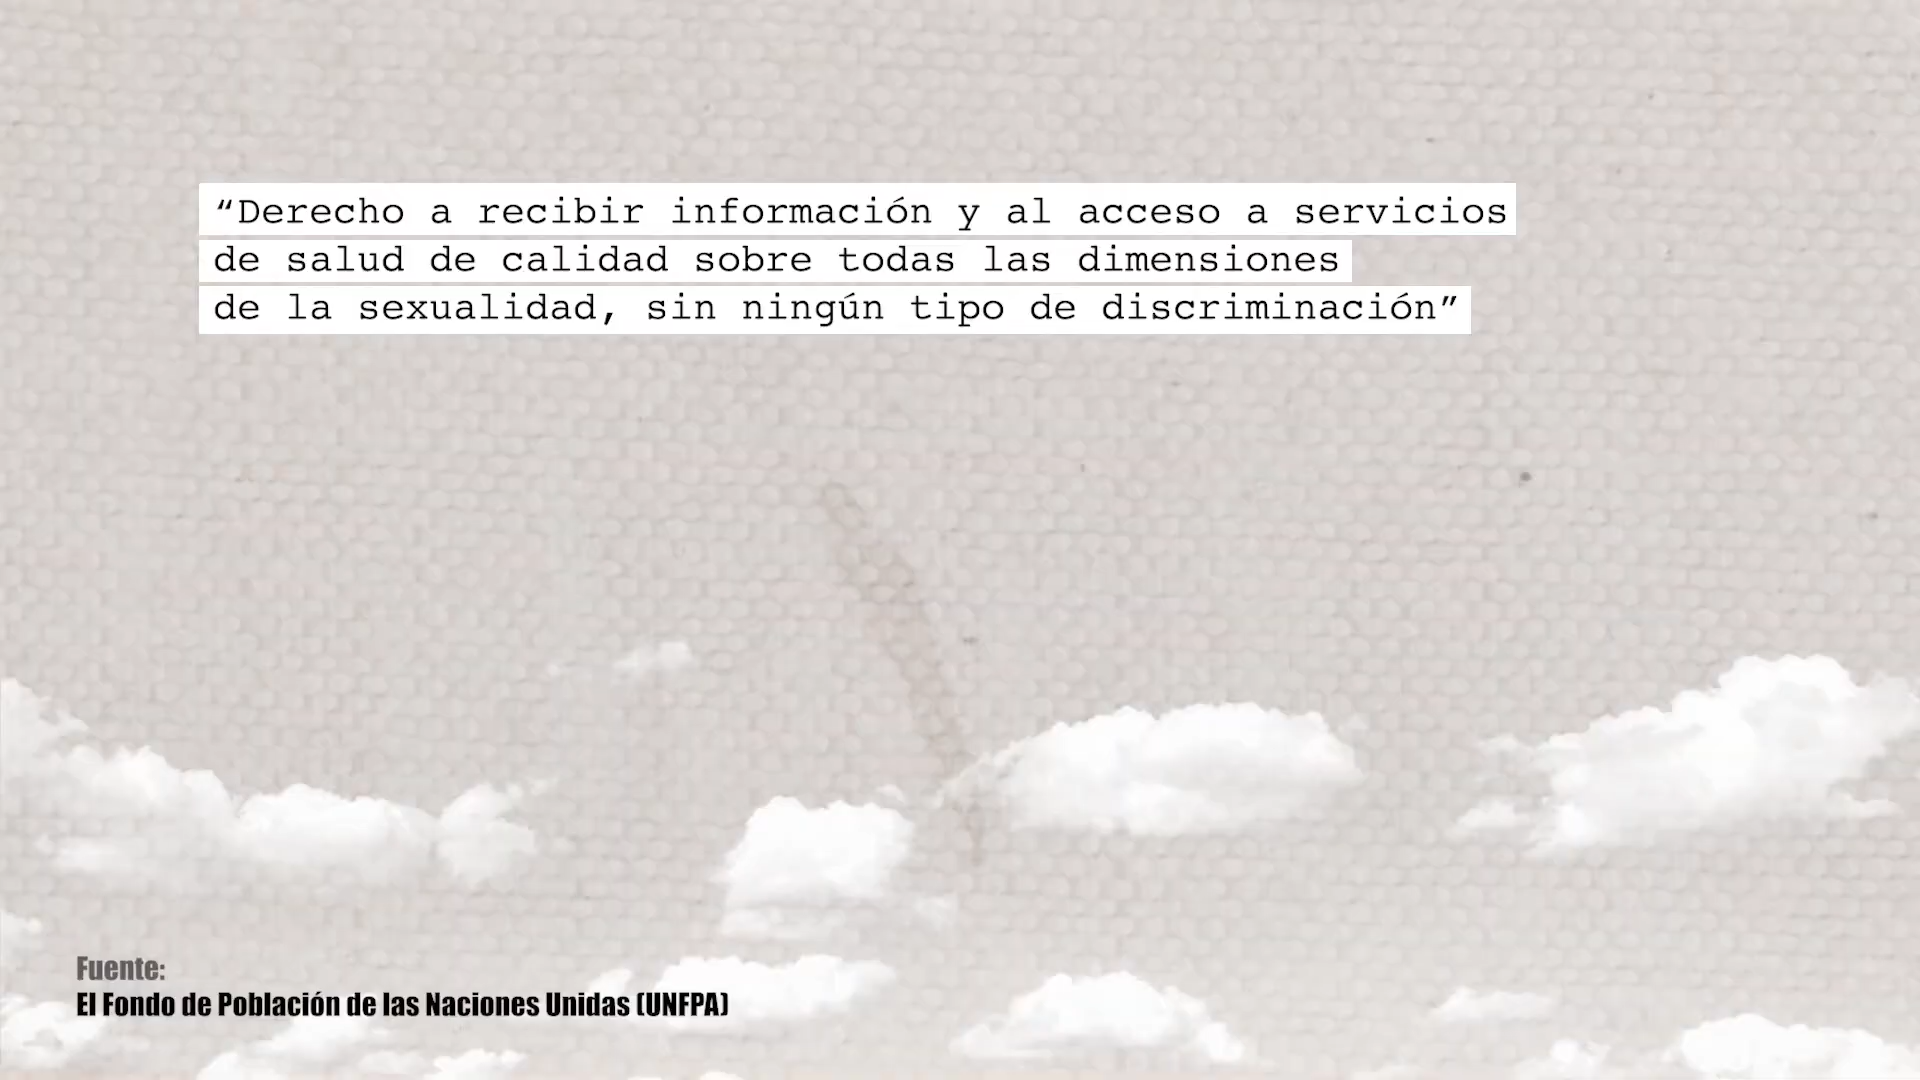 “Derecho a recibir información y al acceso a servicios
de salud de calidad sobre todas las dimensiones
de la sexualidad, sin ningún tipo de discriminación”
Fuente:
El Fondo de Población de las Naciones Unidas (UNFPA)